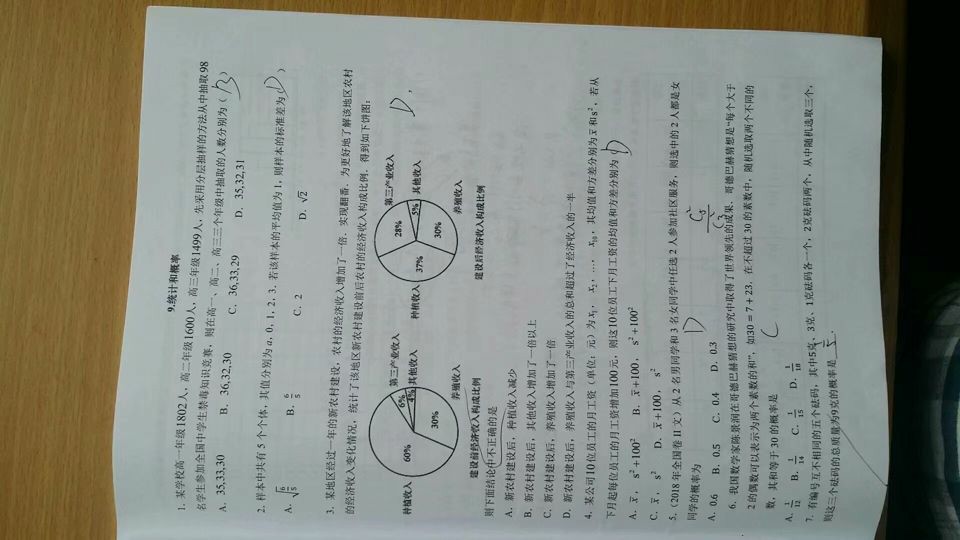 9.统计和概率
1. 某学校高一年级1802人，高二年级1600人，高三年级1499人，先采用分层抽样的方法从中抽取98
名学生参加全国中学生禁毒知识竞赛，则在高一、高二、高三三个年级中抽取的人数分别为（ B ）
A. 35,33,30 B. 36,32,30 C. 36,33,29 D. 35,32,31
2. 样本中共有5个个体，其值分别为a, 0, 1, 2, 3, 若该样本的平均值为1，则样本的标准差为（ D ）
A. √(6/5) B. 6/5 C. 2 D. √2
3. 某地区经过一年的新农村建设，农村的经济收入增加了一倍．实现翻番．为更好地了解该地区农村
的经济收入变化情况，统计了该地区新农村建设前后农村的经济收入构成比例．得到如下饼图：
D
种植收入 60% 6% 第三产业收入 4% 其他收入 30% 养殖收入
建设前经济收入构成比例
种植收入 37% 28% 第三产业收入 5% 其他收入 30% 养殖收入
建设后经济收入构成比例
则下面结论中不正确的是
A. 新农村建设后，种植收入减少
B. 新农村建设后，其他收入增加了一倍以上
C. 新农村建设后，养殖收入增加了一倍
D. 新农村建设后，养殖收入与第三产业收入的总和超过了经济收入的一半
4. 某公司10位员工的月工资（单位：元）为x₁, x₂, …, x₁₀, 其均值和方差分别为x̄和s²，若从
下月起每位员工的月工资增加100元，则这10位员工下月工资的均值和方差分别为 D
A. x̄, s²+100² B. x̄+100, s²+100²
C. x̄, s² D. x̄+100, s²
5.（2018年全国卷II文）从2名男同学和3名女同学中任选2人参加社区服务，则选中的2人都是女
同学的概率为 D
A. 0.6 B. 0.5 C. 0.4 D. 0.3
6. 我国数学家陈景润在哥德巴赫猜想的研究中取得了世界领先的成果．哥德巴赫猜想是“每个大于
2的偶数可以表示为两个素数的和”，如30=7+23. 在不超过30的素数中，随机选取两个不同的
数，其和等于30的概率是 C
A. 1/12 B. 1/14 C. 1/15 D. 1/18
7. 有编号互不相同的五个砝码，其中5克、3克、1克砝码各一个，2克砝码两个，从中随机选取三个，
则这三个砝码的总质量为9克的概率是